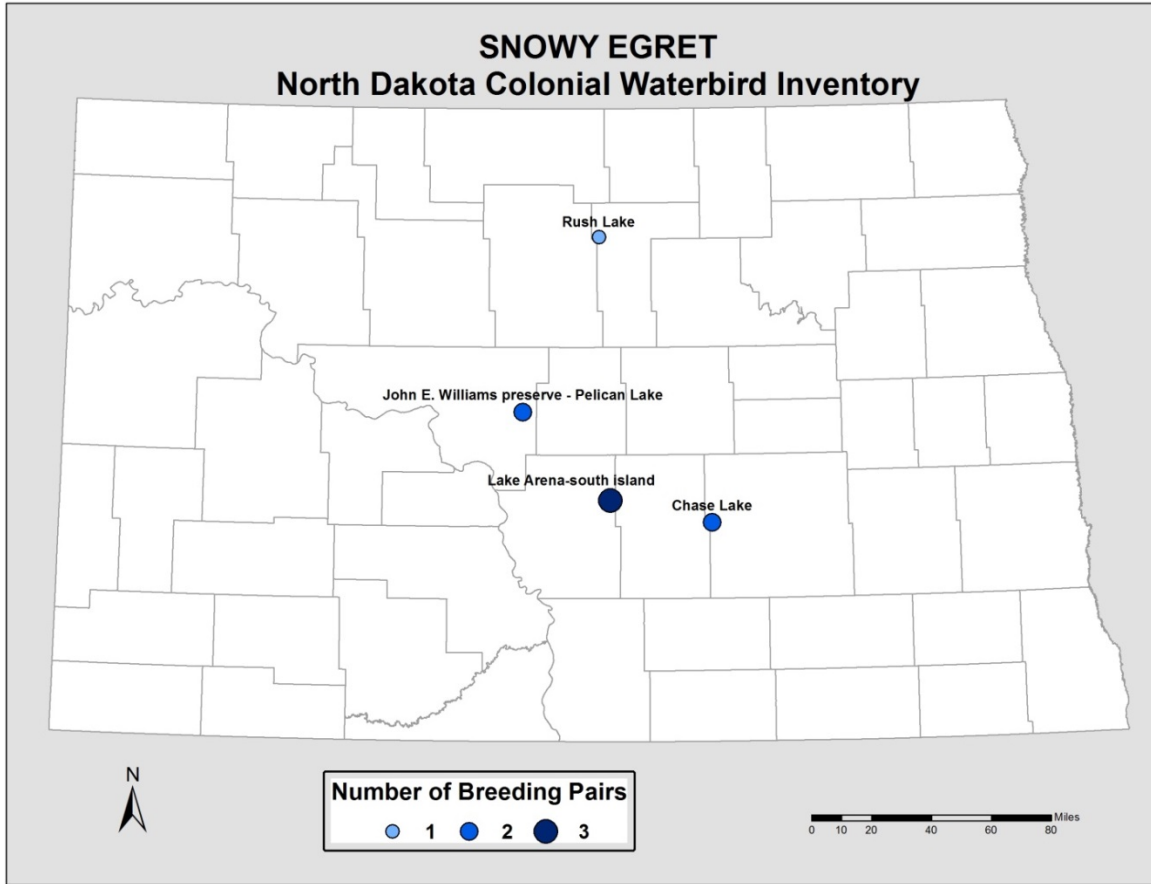 SNOWY EGRET
North Dakota Colonial Waterbird Inventory
Rush Lake
John E. Williams preserve - Pelican Lake
Lake Arena-south island
Chase Lake
N
Number of Breeding Pairs
1 2 3
Miles
0 10 20 40 60 80